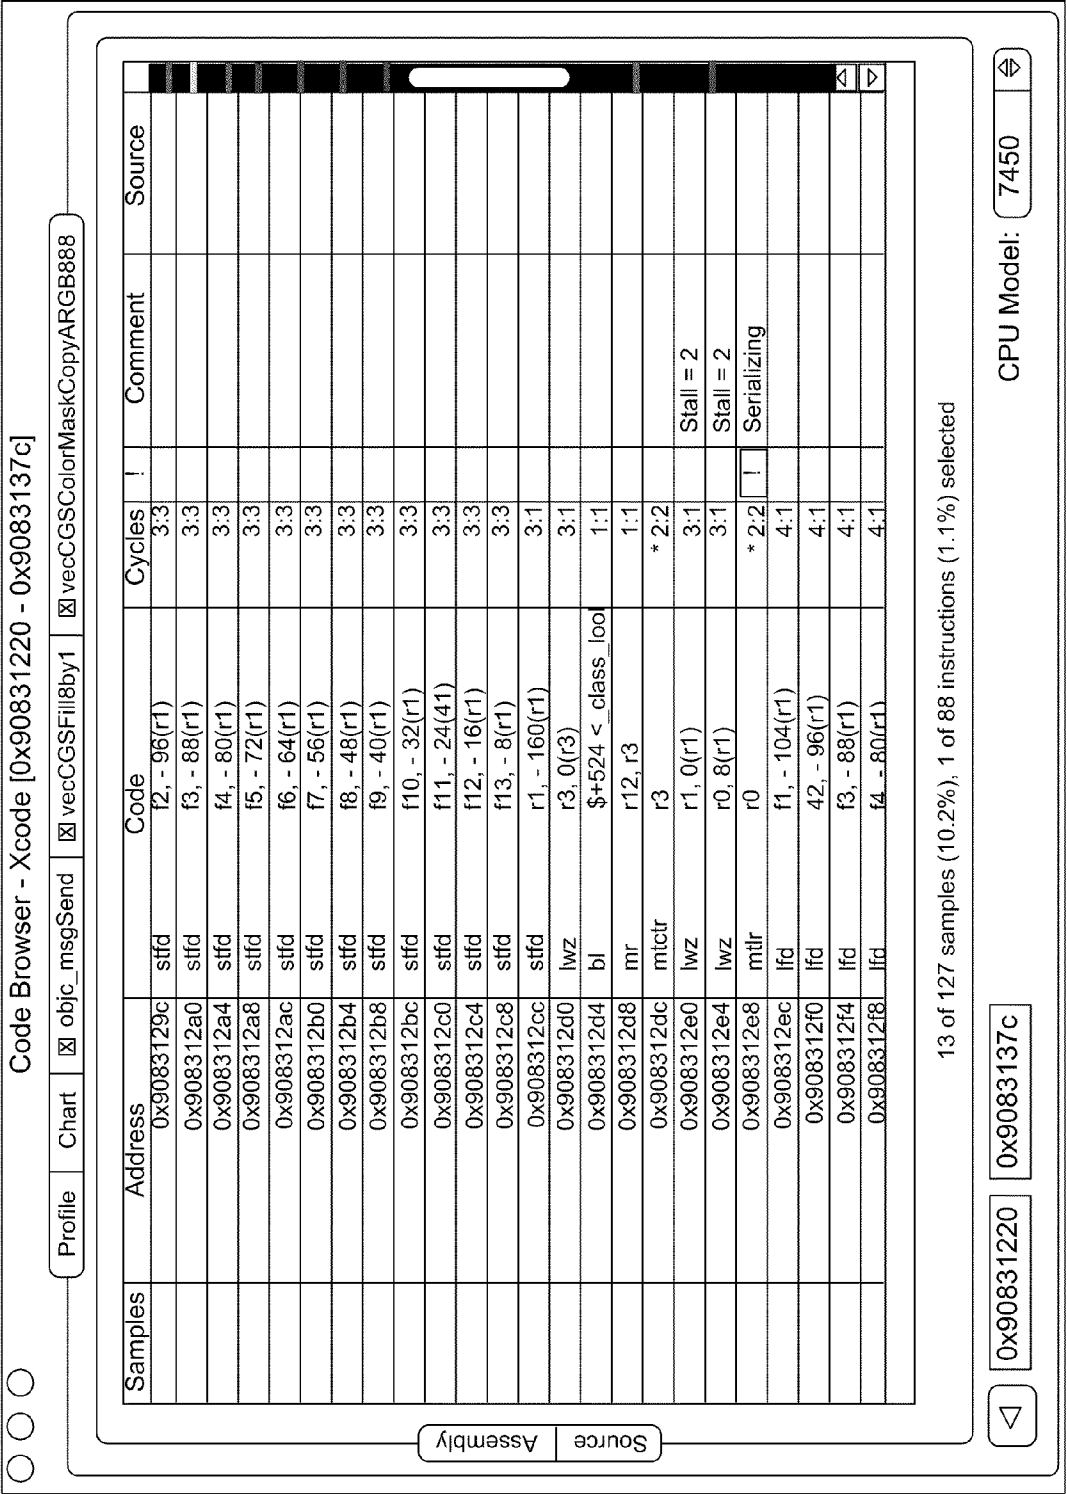 Code Browser - Xcode [0x90831220 - 0x9083137c]
Profile Chart ☒ objc_msgSend ☒ vecCGSFill8by1 ☒ vecCGSColorMaskCopyARGB888
Source Assembly
Samples Address Code Cycles ! Comment Source
0x9083129c stfd f2, - 96(r1) 3:3
0x908312a0 stfd f3, - 88(r1) 3:3
0x908312a4 stfd f4, - 80(r1) 3:3
0x908312a8 stfd f5, - 72(r1) 3:3
0x908312ac stfd f6, - 64(r1) 3:3
0x908312b0 stfd f7, - 56(r1) 3:3
0x908312b4 stfd f8, - 48(r1) 3:3
0x908312b8 stfd f9, - 40(r1) 3:3
0x908312bc stfd f10, - 32(r1) 3:3
0x908312c0 stfd f11, - 24(41) 3:3
0x908312c4 stfd f12, - 16(r1) 3:3
0x908312c8 stfd f13, - 8(r1) 3:3
0x908312cc stfd r1, - 160(r1) 3:1
0x908312d0 lwz r3, 0(r3) 3:1
0x908312d4 bl $+524 <_class_lool 1:1
0x908312d8 mr r12, r3 1:1
0x908312dc mtctr r3 * 2:2
0x908312e0 lwz r1, 0(r1) 3:1 Stall = 2
0x908312e4 lwz r0, 8(r1) 3:1 Stall = 2
0x908312e8 mtlr r0 * 2:2 ! Serializing
0x908312ec lfd f1, - 104(r1) 4:1
0x908312f0 lfd 42, - 96(r1) 4:1
0x908312f4 lfd f3, - 88(r1) 4:1
0x908312f8 lfd f4 - 80(r1) 4:1
13 of 127 samples (10.2%), 1 of 88 instructions (1.1%) selected
0x90831220 0x9083137c CPU Model: 7450